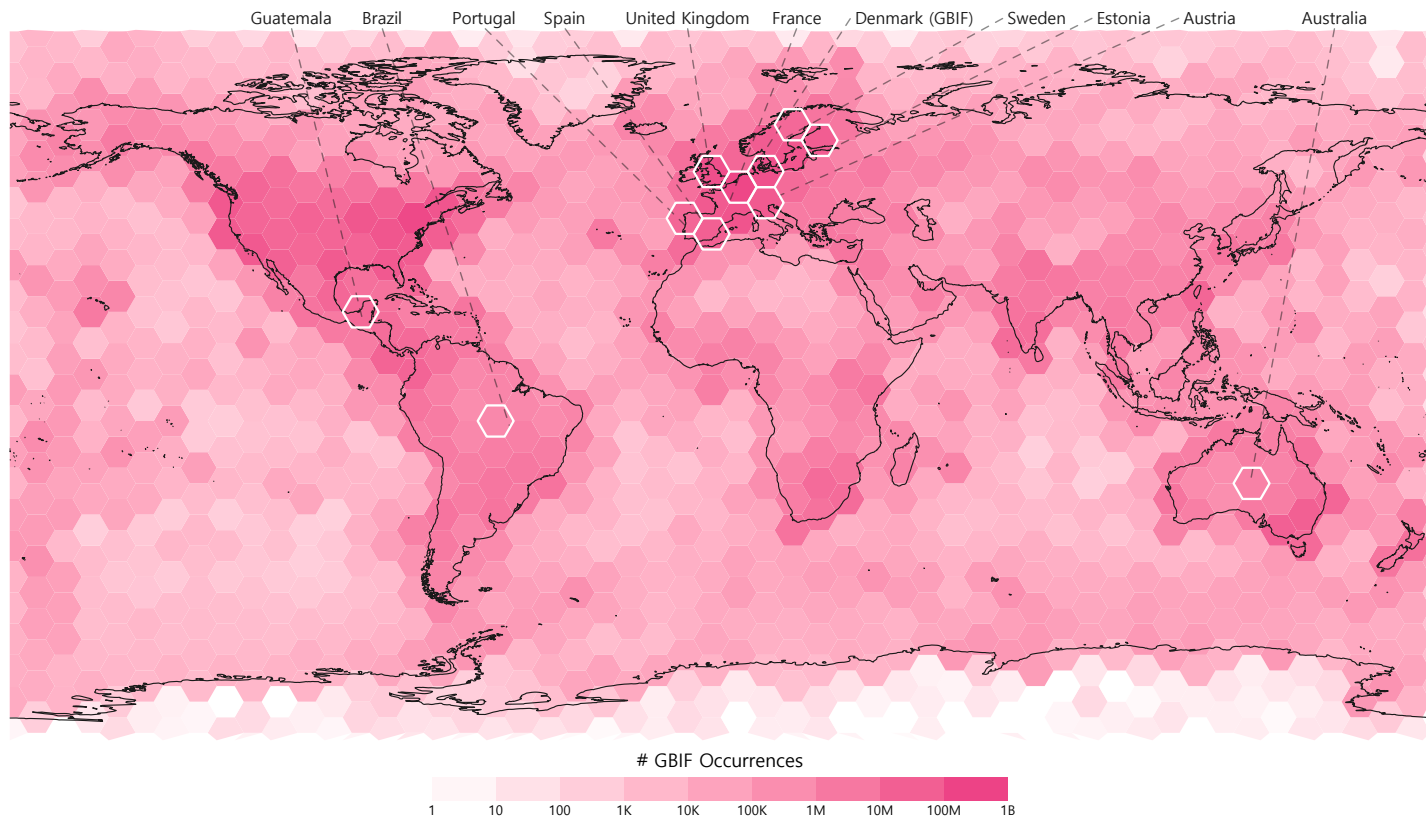 Guatemala Brazil Portugal Spain United Kingdom France Denmark (GBIF) Sweden Estonia Austria Australia
# GBIF Occurrences
1 10 100 1K 10K 100K 1M 10M 100M 1B